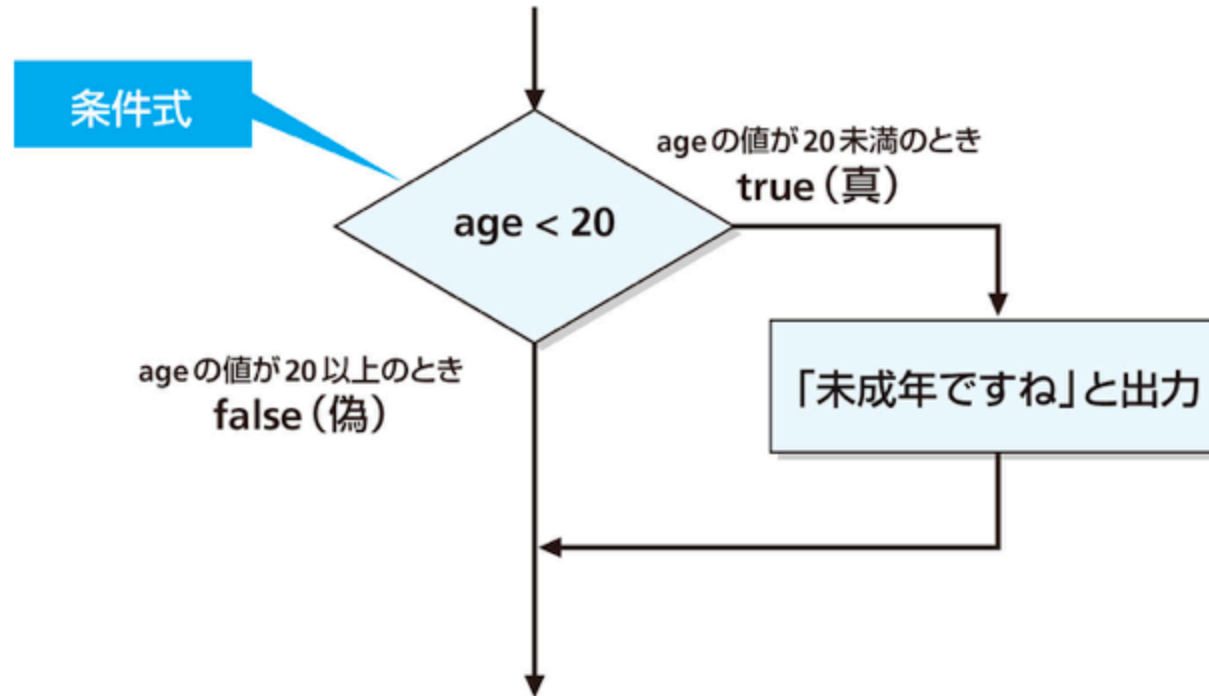 条件式
ageの値が20未満のとき
true(真)
age < 20
ageの値が20以上のとき
false(偽)
「未成年ですね」と出力